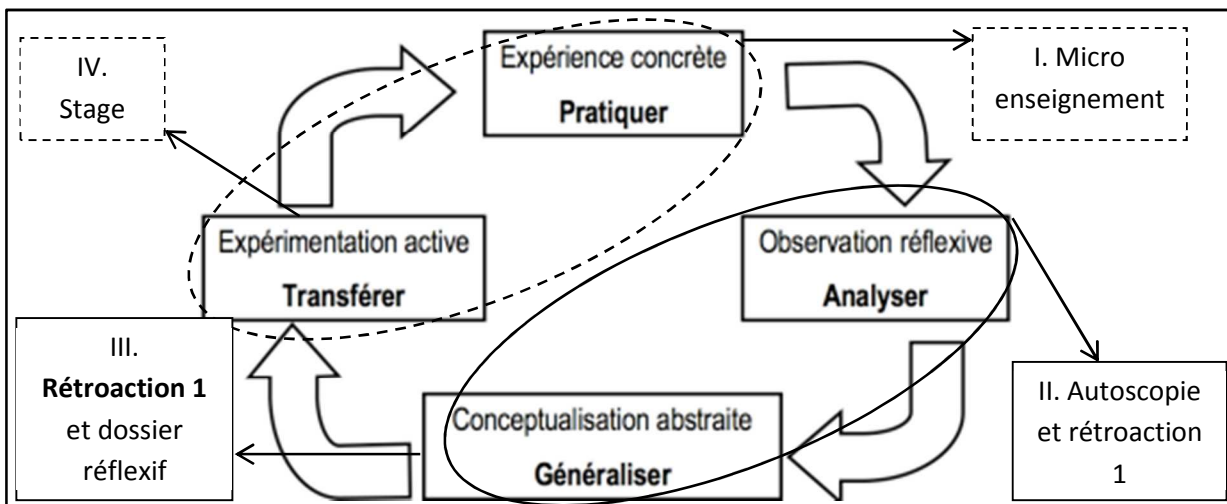 IV.
Stage
Expérience concrète
Pratiquer
I. Micro
enseignement
Expérimentation active
Transférer
Observation réflexive
Analyser
III.
Rétroaction 1
et dossier
réflexif
Conceptualisation abstraite
Généraliser
II. Autoscopie
et rétroaction
1